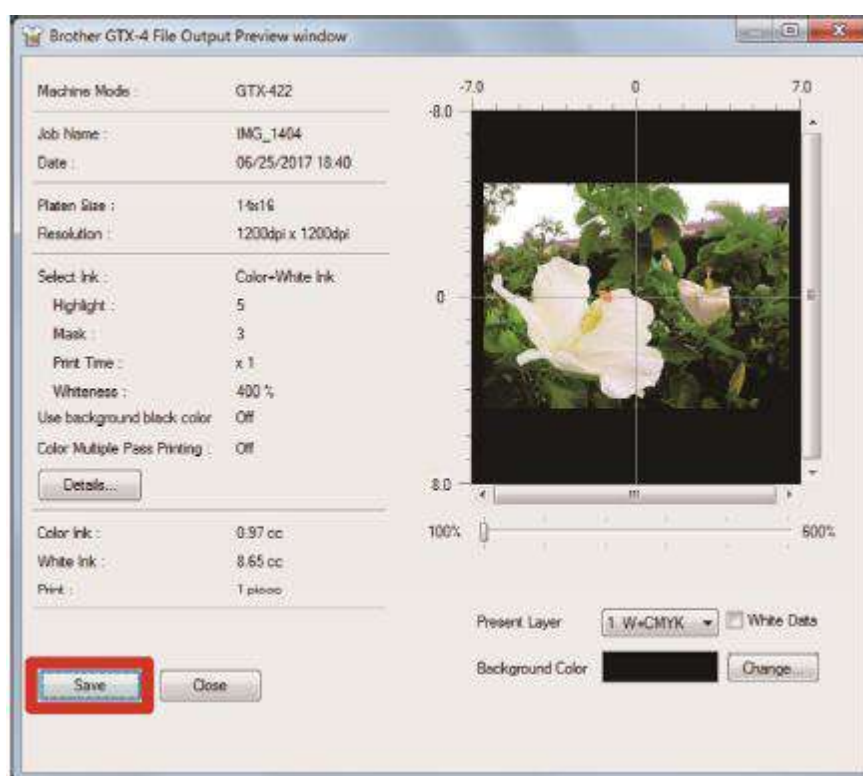 Brother GTX-4 File Output Preview window
Machine Mode : GTX-422
Job Name : IMG_1404
Date : 06/25/2017 18:40
Platen Size : 14x16
Resolution : 1200dpi x 1200dpi
Select Ink : Color+White Ink
Highlight : 5
Mask : 3
Print Time : x 1
Whiteness : 400 %
Use background black color Off
Color Multiple Pass Printing : Off
Details...
Color Ink : 0.97 cc
White Ink : 8.65 cc
Print : 1 piece
Save
Close
-7.0 0 7.0
-8.0
0
8.0
100% 600%
Present Layer 1. W+CMYK White Data
Background Color Change...